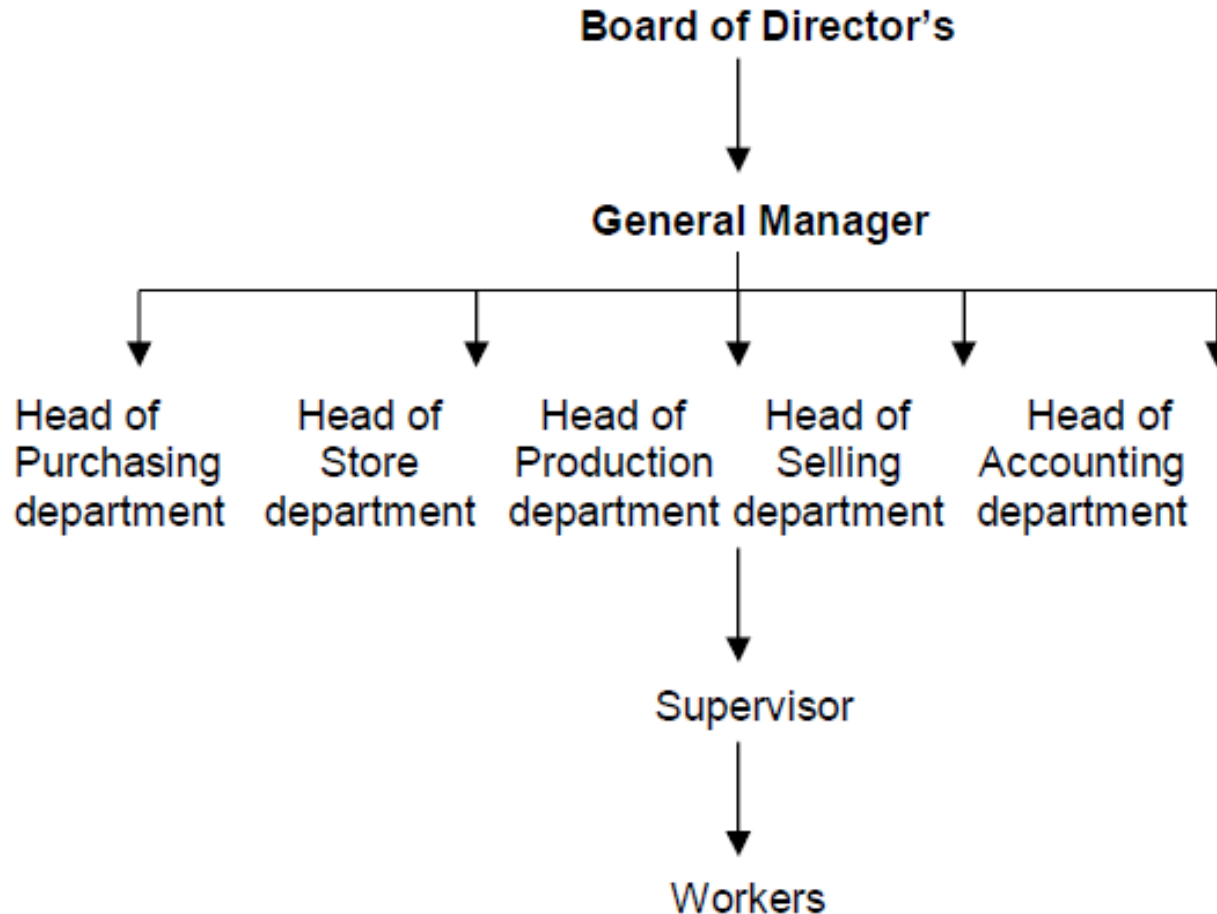 Board of Director’s
General Manager
Head of
Purchasing
department
Head of
Store
department
Head of
Production
department
Head of
Selling
department
Head of
Accounting
department
Supervisor
Workers